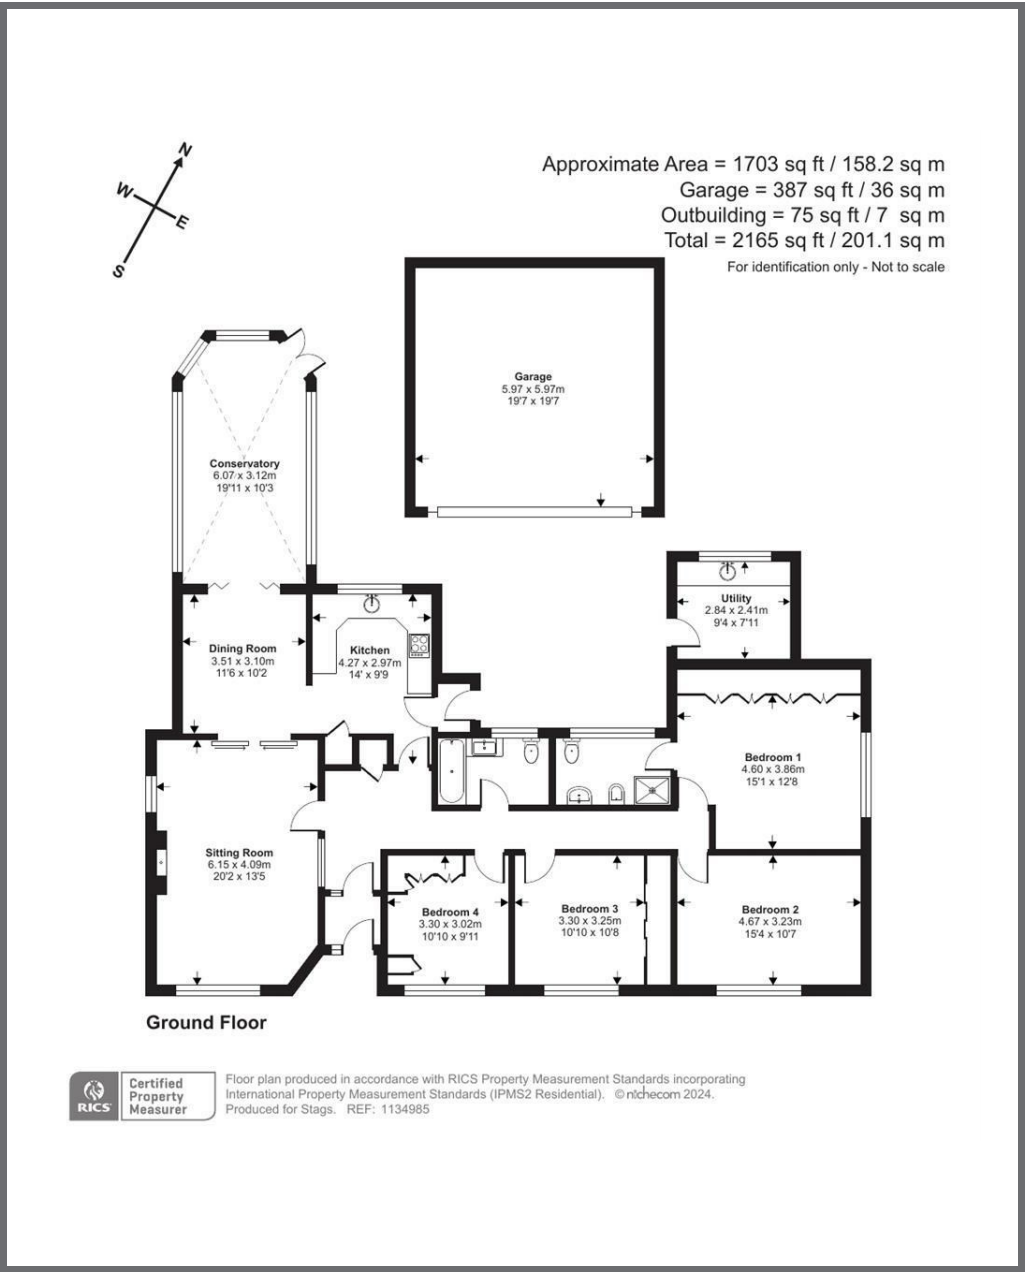 N
W
E
S
Approximate Area = 1703 sq ft / 158.2 sq m
Garage = 387 sq ft / 36 sq m
Outbuilding = 75 sq ft / 7 sq m
Total = 2165 sq ft / 201.1 sq m
For identification only - Not to scale
Garage
5.97 x 5.97m
19'7 x 19'7
Conservatory
6.07 x 3.12m
19'11 x 10'3
Utility
2.84 x 2.41m
9'4 x 7'11
Dining Room
3.51 x 3.10m
11'6 x 10'2
Kitchen
4.27 x 2.97m
14' x 9'9
Bedroom 1
4.60 x 3.86m
15'1 x 12'8
Sitting Room
6.15 x 4.09m
20'2 x 13'5
Bedroom 4
3.30 x 3.02m
10'10 x 9'11
Bedroom 3
3.30 x 3.25m
10'10 x 10'8
Bedroom 2
4.67 x 3.23m
15'4 x 10'7
Ground Floor
RICS
Certified
Property
Measurer
Floor plan produced in accordance with RICS Property Measurement Standards incorporating
International Property Measurement Standards (IPMS2 Residential). © nichecom 2024.
Produced for Stags. REF: 1134985